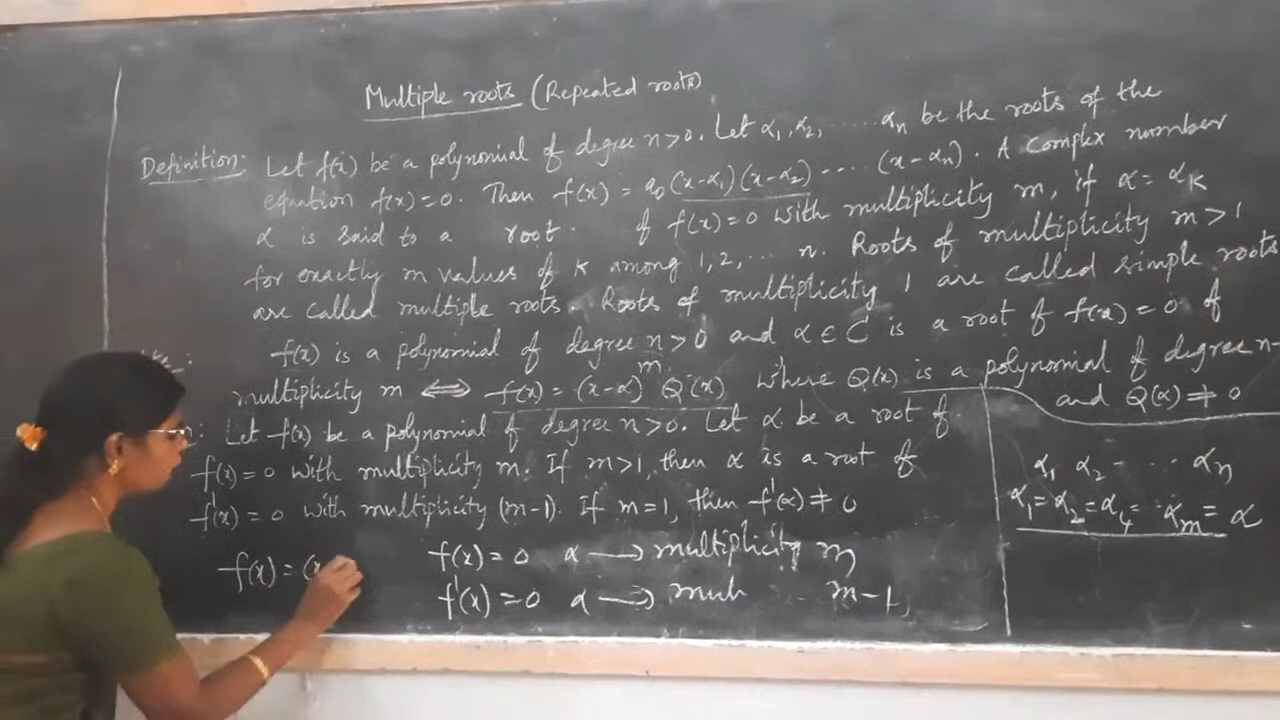 Multiple roots (Repeated roots)
Definition: Let f(x) be a polynomial of degree n>0. Let α₁, α₂, ..... αₙ be the roots of the
equation f(x)=0. Then f(x) = a₀ (x-α₁)(x-α₂) .... (x-αₙ). A complex number
α is said to a root of f(x)=0 with multiplicity m, if α = αₖ
for exactly m values of k among 1,2,... n. Roots of multiplicity m>1
are called multiple roots. Roots of multiplicity 1 are called simple roots
f(x) is a polynomial of degree n>0 and α ∈ C is a root of f(x)=0 of
multiplicity m ⟺ f(x) = (x-α)ᵐ Q(x) where Q(x) is a polynomial of degree n-
and Q(α) ≠ 0
: Let f(x) be a polynomial of degree n>0. Let α be a root of
f(x)=0 with multiplicity m. If m>1, then α is a root of
f'(x) = 0 with multiplicity (m-1). If m=1, then f'(α) ≠ 0
f(x)=0 α → multiplicity m
f'(x)=0 α → mul .. m-1,
f(x) = (x
α₁ α₂ - ... αₙ
α₁=α₂=α₄= ..αₘ = α